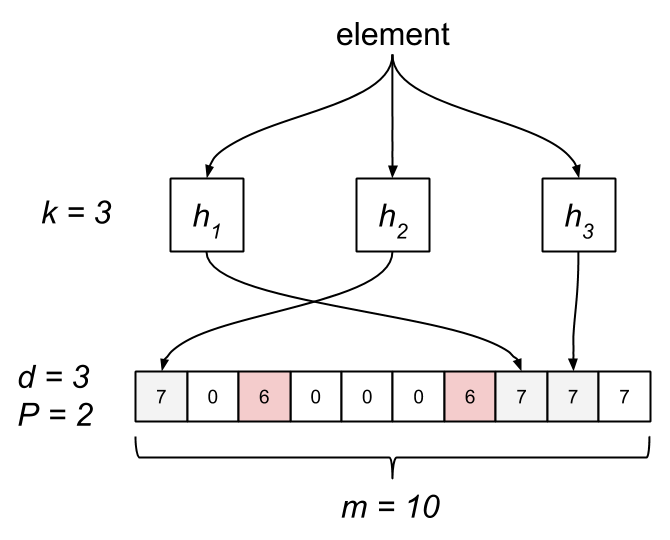 element
k = 3
h1 h2 h3
d = 3
P = 2
7 0 6 0 0 0 6 7 7 7
m = 10